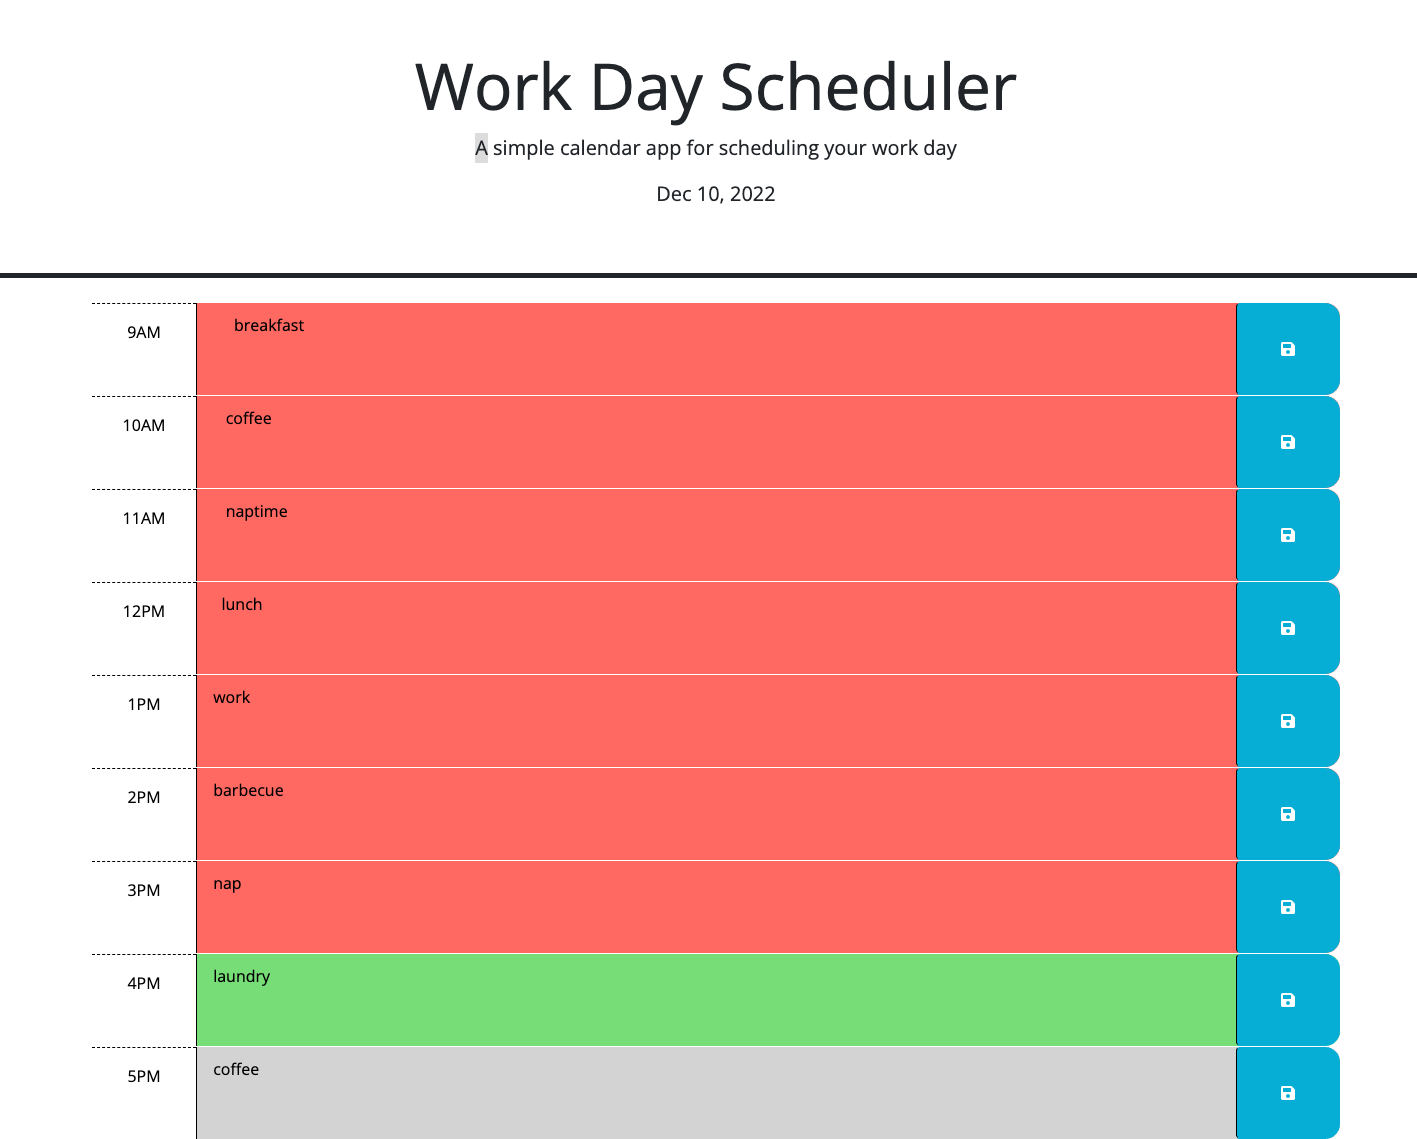 Work Day Scheduler
A simple calendar app for scheduling your work day
Dec 10, 2022
9AM breakfast
10AM coffee
11AM naptime
12PM lunch
1PM work
2PM barbecue
3PM nap
4PM laundry
5PM coffee